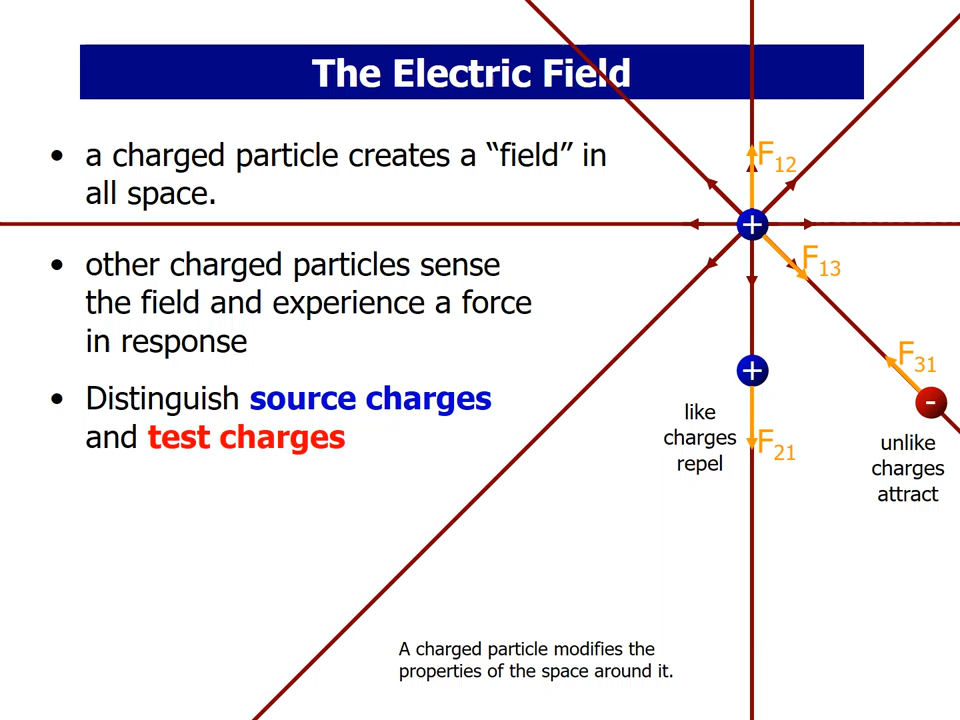 The Electric Field
• a charged particle creates a “field” in
all space.
• other charged particles sense
the field and experience a force
in response
• Distinguish source charges
and test charges
F12
+
F13
F31
+
-
like
charges
repel
F21
unlike
charges
attract
A charged particle modifies the
properties of the space around it.